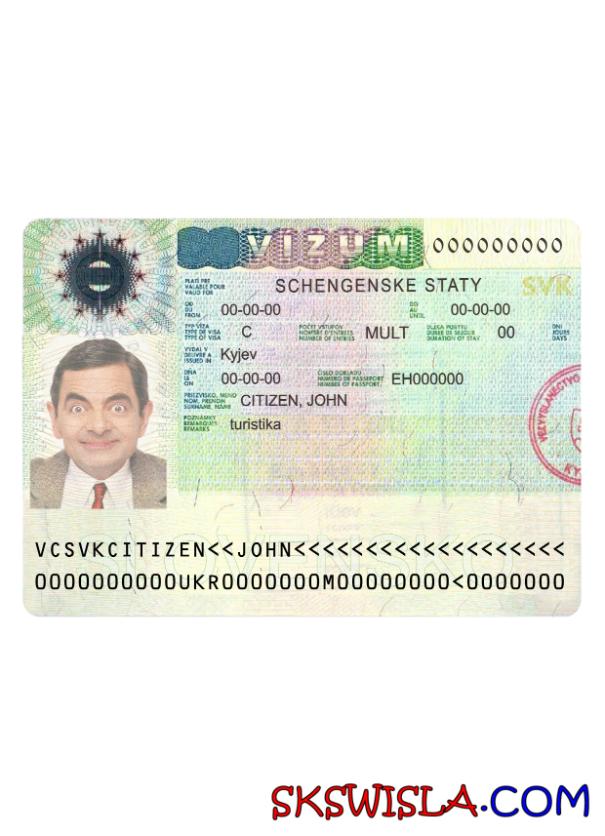 VIZUM 000000000
PLATÍ PRE
VALABLE POUR
VALID FOR
SCHENGENSKE STATY
SVK
OD
DU
FROM
00-00-00
DO
AU
UNTIL
00-00-00
TYP VÍZA
TYPE DE VISA
TYPE OF VISA
C
POČET VSTUPOV
NOMBRE D'ENTRÉES
NUMBER OF ENTRIES
MULT
DĹŽKA POBYTU
DURÉE DE SÉJOUR
DURATION OF STAY
00
DNÍ
JOURS
DAYS
VYDAL V
DÉLIVRÉ À
ISSUED IN
Kyjev
DŇA
LE
ON
00-00-00
ČÍSLO DOKLADU
NUMÉRO DE PASSEPORT
NUMBER OF PASSPORT
EH000000
PRIEZVISKO, MENO
NOM, PRÉNOM
SURNAME, NAME
CITIZEN, JOHN
POZNÁMKY
REMARQUES
REMARKS
turistika
VCSVKCITIZEN<<JOHN<<<<<<<<<<<<<<<<<<<
0000000000UKR0000000M00000000<0000000
SKSWISLA.COM